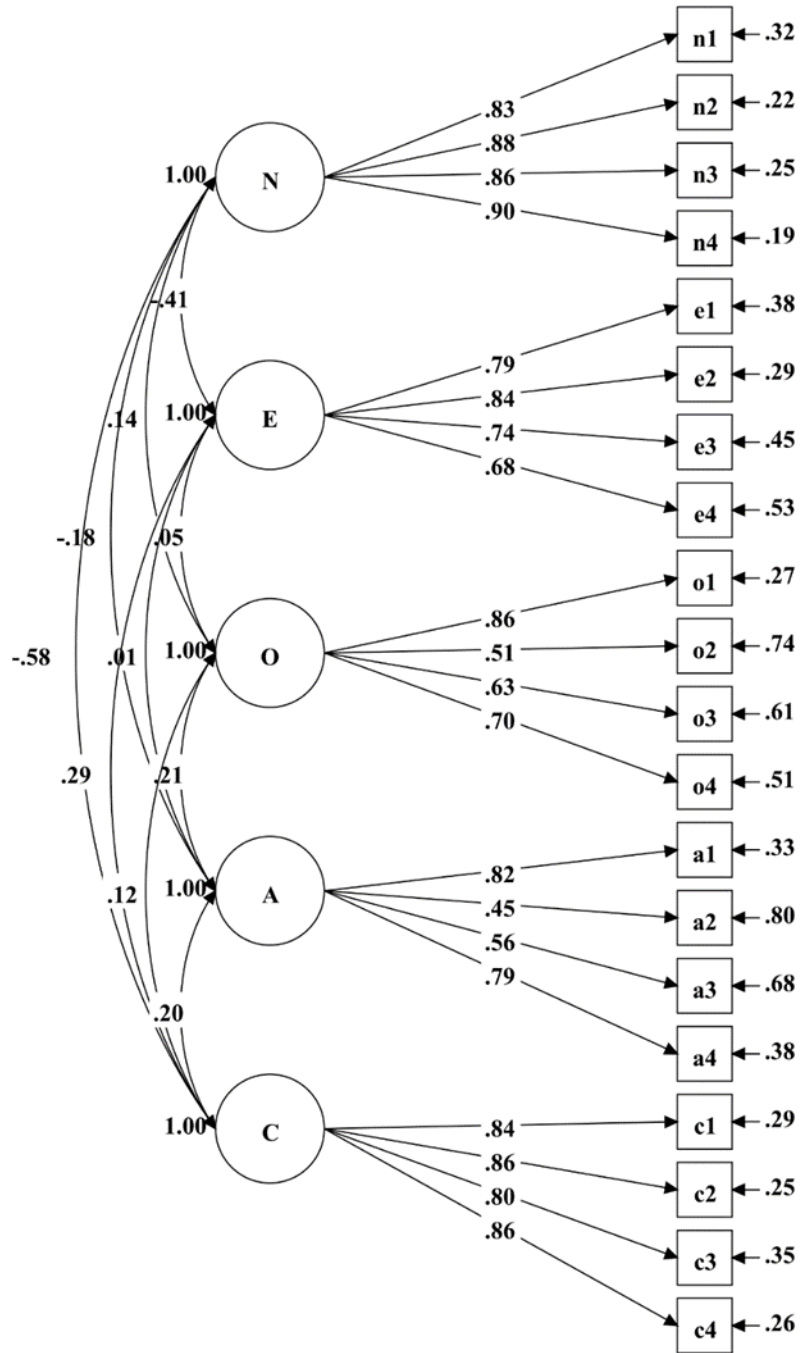 n1 .32
.83
n2 .22
.88
1.00 N
n3 .25
.86
.90
n4 .19
-.41
e1 .38
.79
e2 .29
.84
1.00 E
.14
e3 .45
.74
.68
e4 .53
-.18 .05
o1 .27
.86
o2 .74
.51
-.58 .01 1.00 O
.63
o3 .61
.70
.29 .21
o4 .51
a1 .33
.82
1.00 A
.12
.45
a2 .80
.56
a3 .68
.79
.20
a4 .38
c1 .29
1.00 C
.84
.86
c2 .25
.80
c3 .35
.86
c4 .26